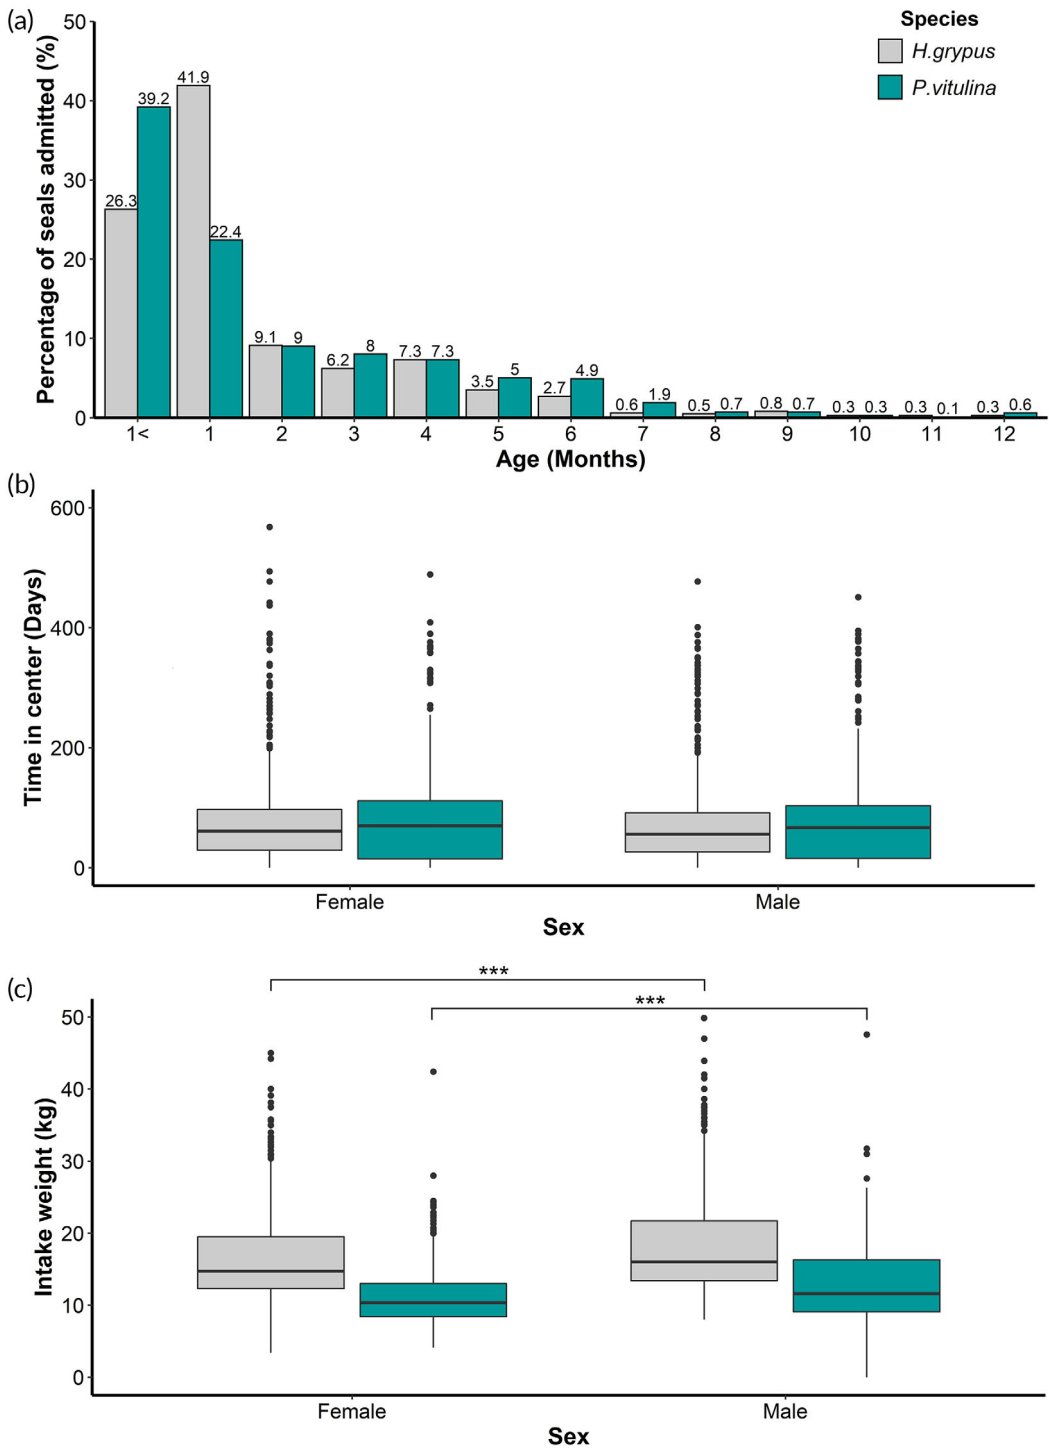 (a)
Species
H.grypus
P.vitulina
Percentage of seals admitted (%)
50
40
30
20
10
0
26.3 39.2 41.9 22.4 9.1 9 6.2 8 7.3 7.3 3.5 5 2.7 4.9 0.6 1.9 0.5 0.7 0.8 0.7 0.3 0.3 0.3 0.1 0.3 0.6
1< 1 2 3 4 5 6 7 8 9 10 11 12
Age (Months)
(b)
Time in center (Days)
600
400
200
0
Female Male
Sex
(c)
*** 
***
Intake weight (kg)
50
40
30
20
10
0
Female Male
Sex